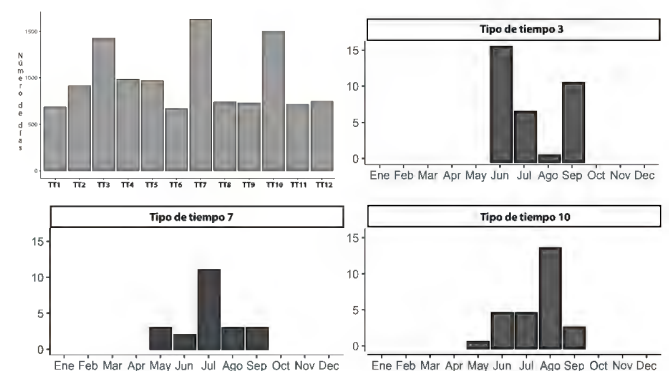 Número de días
1500
1000
500
0
TT1 TT2 TT3 TT4 TT5 TT6 TT7 TT8 TT9 TT10 TT11 TT12
Tipo de tiempo 3
15
10
5
0
Ene Feb Mar Apr May Jun Jul Ago Sep Oct Nov Dec
Tipo de tiempo 7
15
10
5
0
Ene Feb Mar Apr May Jun Jul Ago Sep Oct Nov Dec
Tipo de tiempo 10
15
10
5
0
Ene Feb Mar Apr May Jun Jul Ago Sep Oct Nov Dec